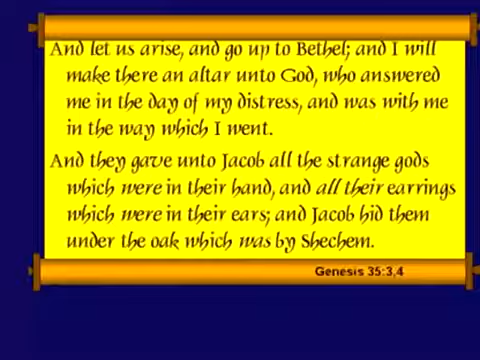 And let us arise, and go up to Bethel; and I will
make there an altar unto God, who answered
me in the day of my distress, and was with me
in the way which I went.
And they gave unto Jacob all the strange gods
which were in their hand, and all their earrings
which were in their ears; and Jacob hid them
under the oak which was by Shechem.
Genesis 35:3,4